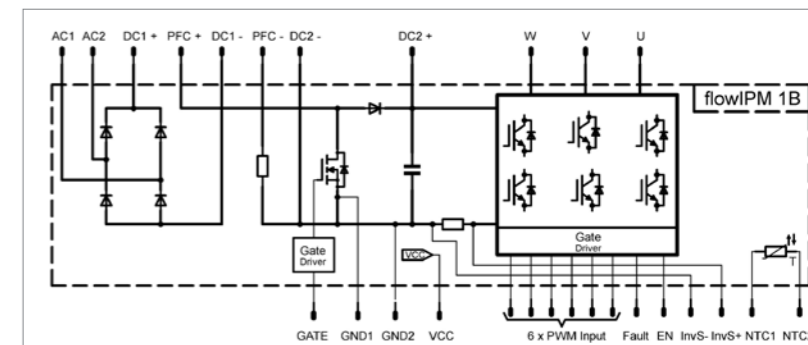 AC1 AC2 DC1 + PFC + DC1 - PFC - DC2 - DC2 + W V U
flowIPM 1B
Gate
Driver
Gate
Driver
VCC
T
GATE GND1 GND2 VCC 6 x PWM Input Fault EN InvS- InvS+ NTC1 NTC